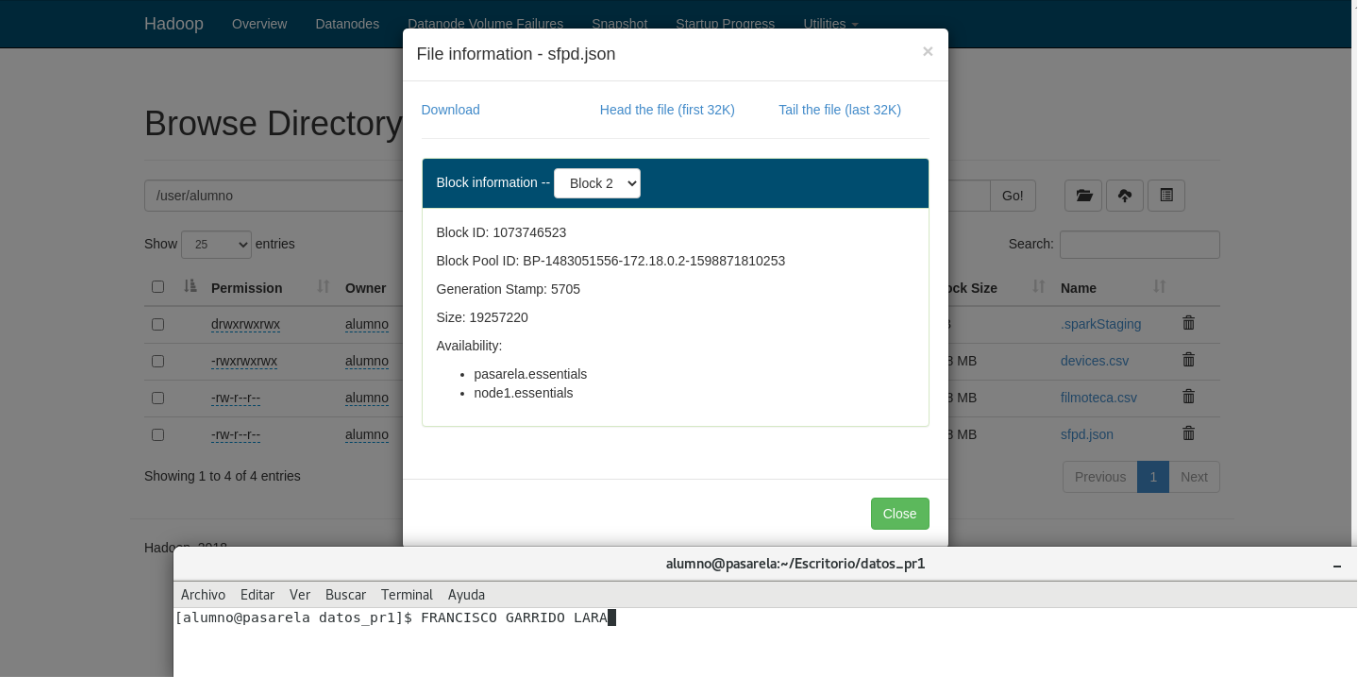 Hadoop Overview Datanodes Datanode Volume Failures Snapshot Startup Progress Utilities
File information - sfpd.json ×
Download Head the file (first 32K) Tail the file (last 32K)
Browse Directory
Block information -- Block 2
/user/alumno Go!
Block ID: 1073746523
Show 25 entries Search:
Block Pool ID: BP-1483051556-172.18.0.2-1598871810253
Permission Owner Size Name
Generation Stamp: 5705
Size: 19257220
drwxrwxrwx alumno .sparkStaging
Availability:
-rwxrwxrwx alumno MB devices.csv
pasarela.essentials
node1.essentials
-rw-r--r-- alumno MB filmoteca.csv
-rw-r--r-- alumno MB sfpd.json
Showing 1 to 4 of 4 entries Previous 1 Next
Close
Hadoop, 2018.
alumno@pasarela:~/Escritorio/datos_pr1
Archivo Editar Ver Buscar Terminal Ayuda
[alumno@pasarela datos_pr1]$ FRANCISCO GARRIDO LARA